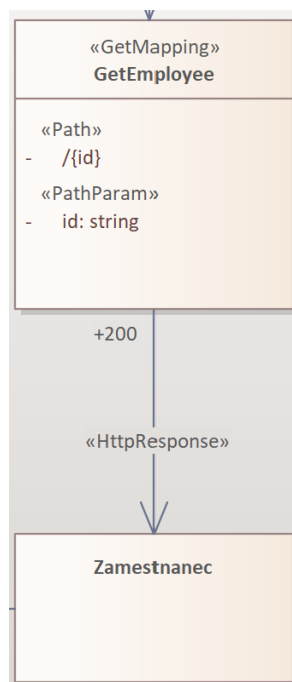 «GetMapping»
GetEmployee
«Path»
- /{id}
«PathParam»
- id: string
+200
«HttpResponse»
Zamestnanec